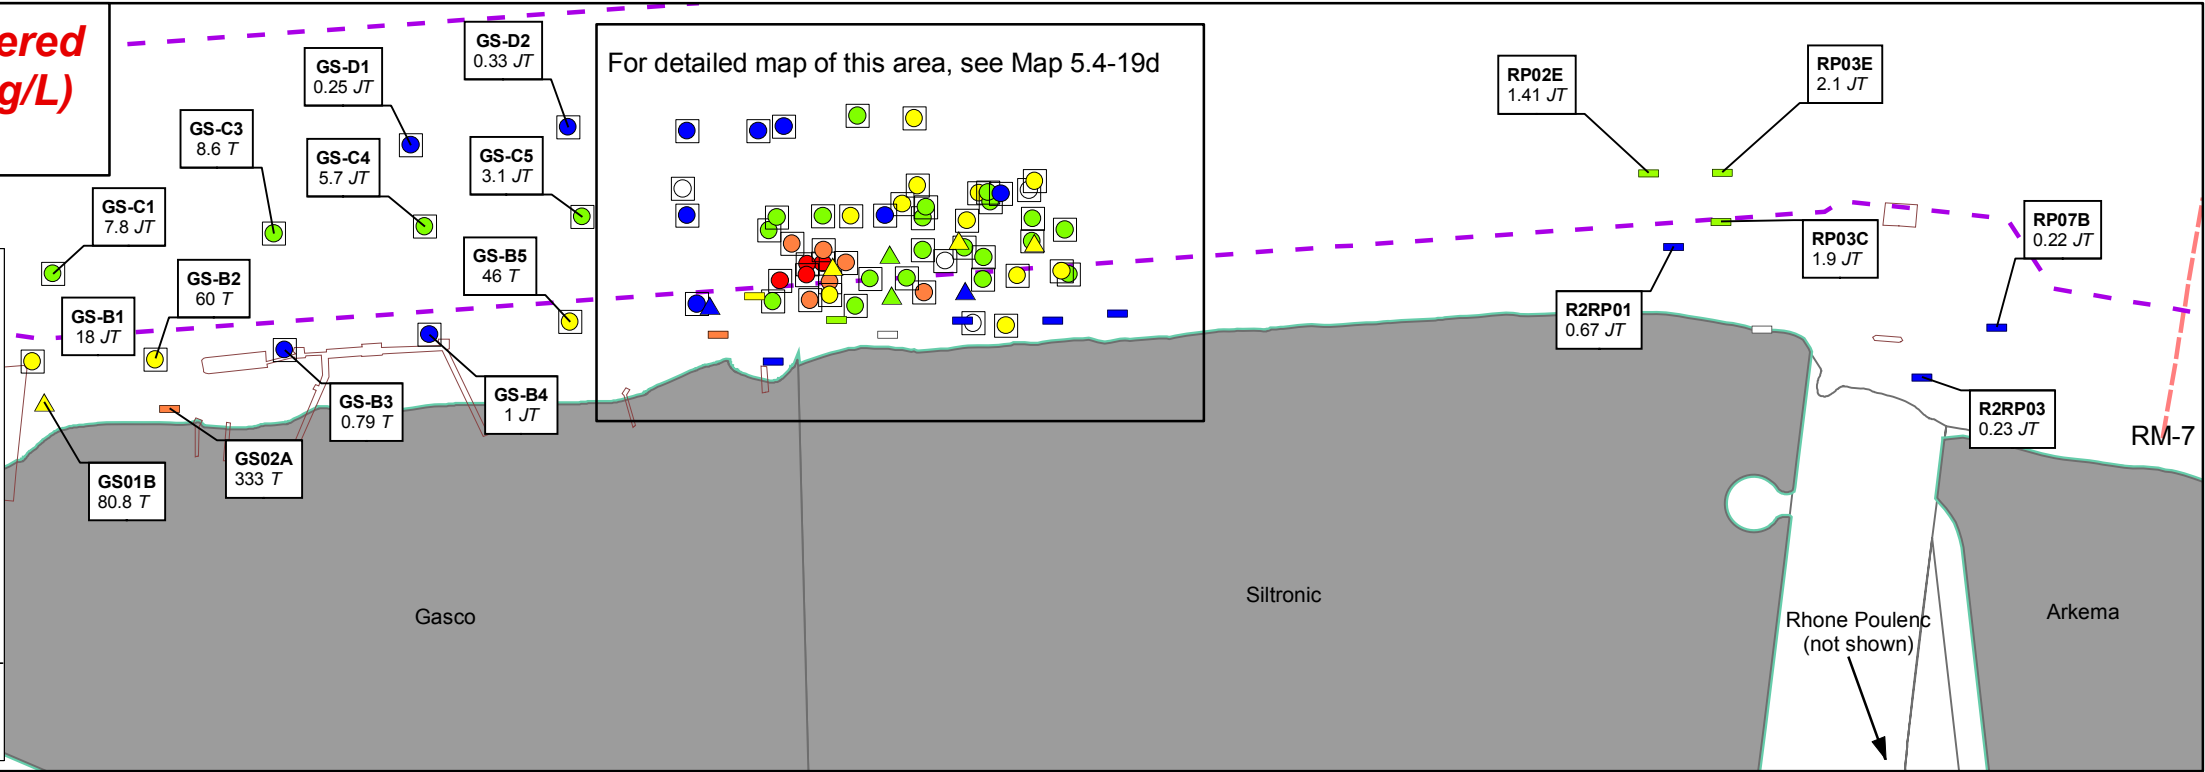 ered
g/L)
GS-D2
0.33 JT
GS-D1
0.25 JT
GS-C3
8.6 T
GS-C4
5.7 JT
GS-C5
3.1 JT
GS-C1
7.8 JT
GS-B2
60 T
GS-B5
46 T
GS-B1
18 JT
GS-B3
0.79 T
GS-B4
1 JT
GS02A
333 T
GS01B
80.8 T
For detailed map of this area, see Map 5.4-19d
RP02E
1.41 JT
RP03E
2.1 JT
RP03C
1.9 JT
RP07B
0.22 JT
R2RP01
0.67 JT
R2RP03
0.23 JT
RM-7
Gasco
Siltronic
Rhone Poulenc
(not shown)
Arkema